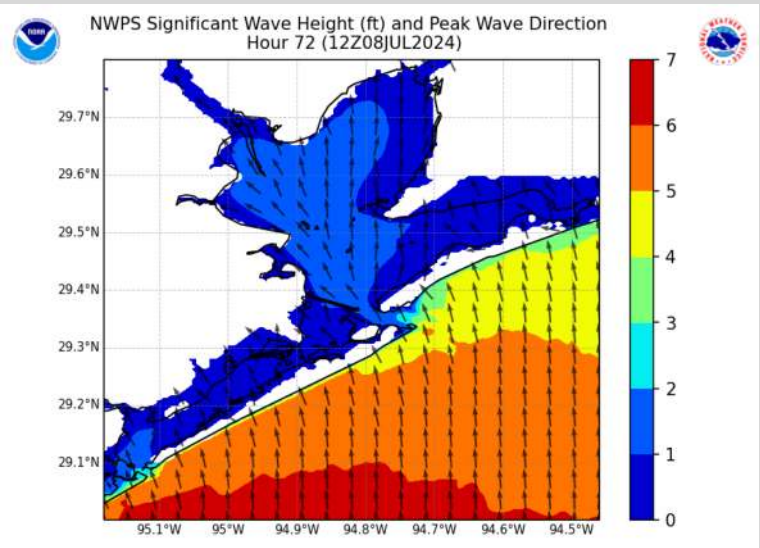 NWPS Significant Wave Height (ft) and Peak Wave Direction
Hour 72 (12Z08JUL2024)
NOAA
29.7°N
29.6°N
29.5°N
29.4°N
29.3°N
29.2°N
29.1°N
95.1°W 95°W 94.9°W 94.8°W 94.7°W 94.6°W 94.5°W
7
6
5
4
3
2
1
0